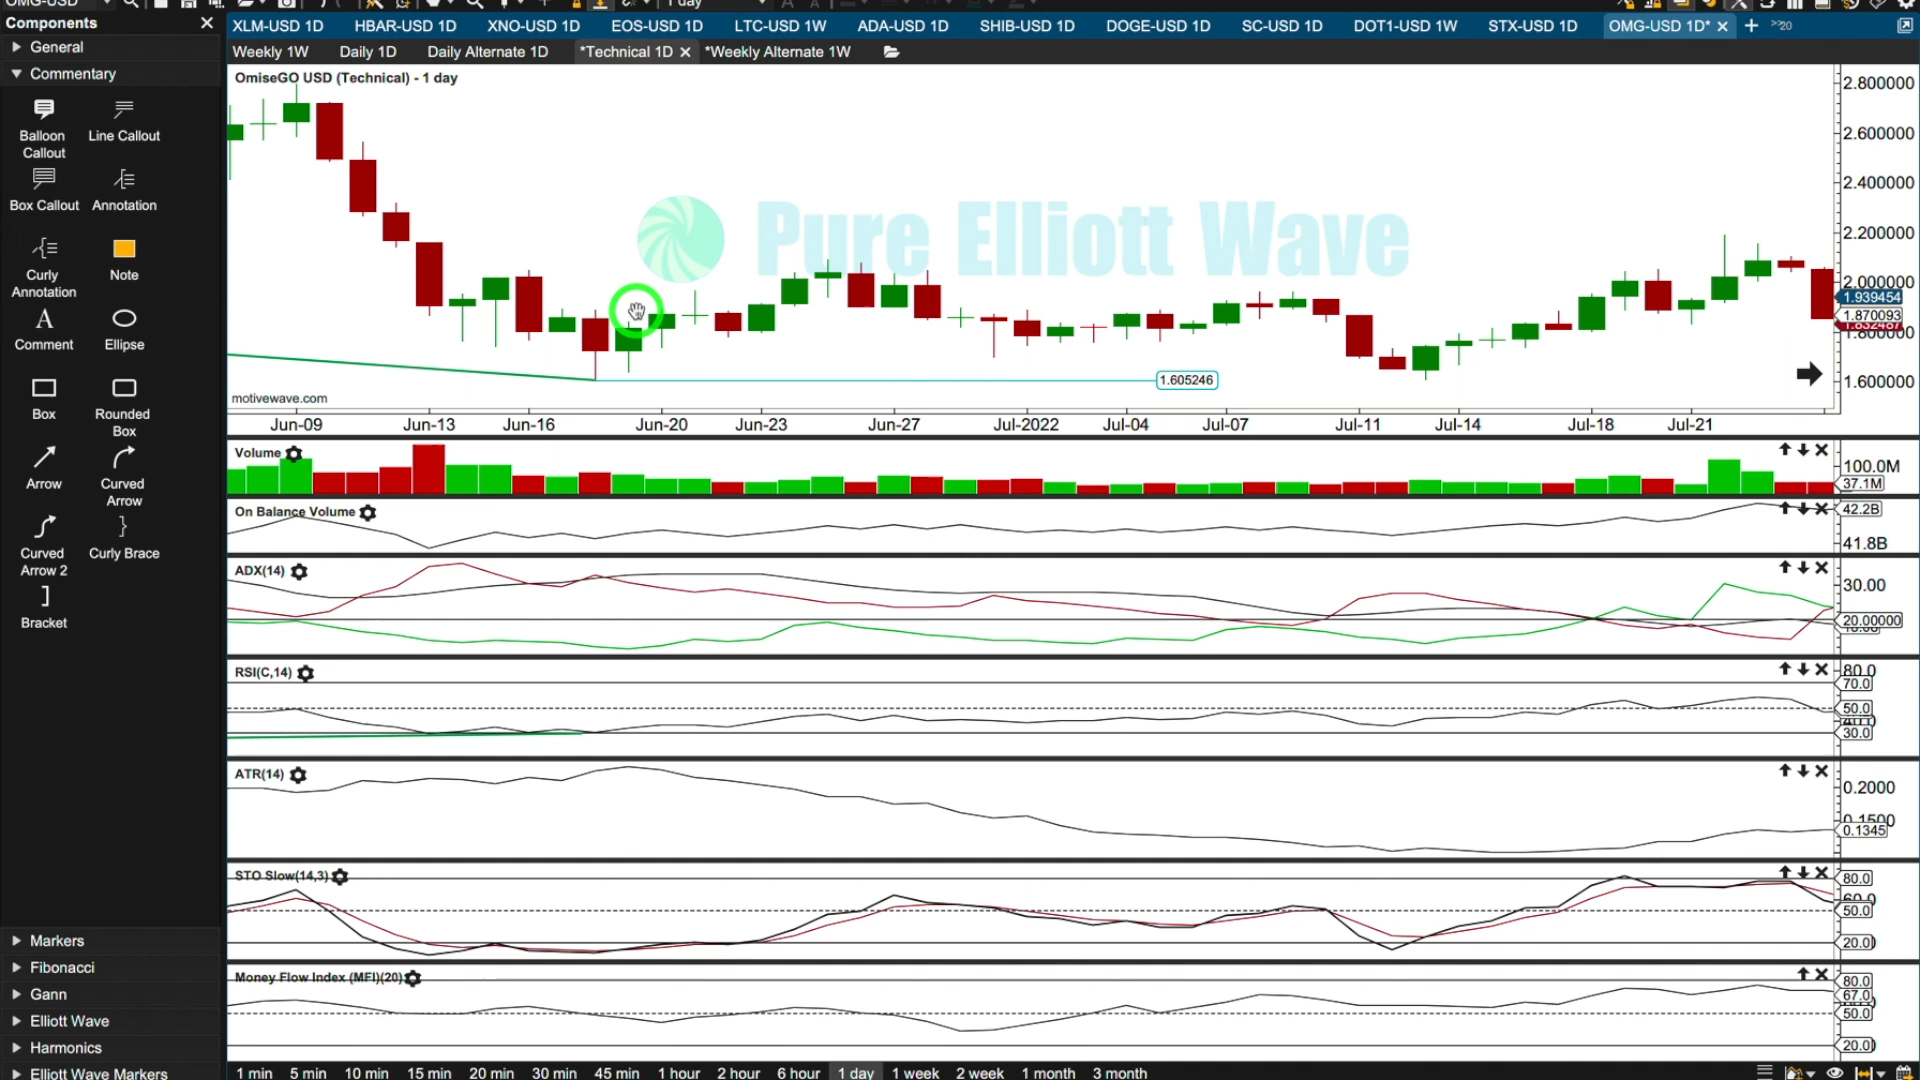 OMG-USD
1 day
Components
General
Commentary
Balloon Callout
Line Callout
Box Callout
Annotation
Curly Annotation
Note
Comment
Ellipse
Box
Rounded Box
Arrow
Curved Arrow
Curved Arrow 2
Curly Brace
Bracket
Markers
Fibonacci
Gann
Elliott Wave
Harmonics
Elliott Wave Markers
XLM-USD 1D HBAR-USD 1D XNO-USD 1D EOS-USD 1D LTC-USD 1W ADA-USD 1D SHIB-USD 1D DOGE-USD 1D SC-USD 1D DOT1-USD 1W STX-USD 1D OMG-USD 1D* 20
Weekly 1W Daily 1D Daily Alternate 1D *Technical 1D *Weekly Alternate 1W
OmiseGO USD (Technical) - 1 day
Pure Elliott Wave
2.800000
2.600000
2.400000
2.200000
2.000000
1.939454
1.870093
1.800000
1.600000
1.605246
motivewave.com
Jun-09 Jun-13 Jun-16 Jun-20 Jun-23 Jun-27 Jul-2022 Jul-04 Jul-07 Jul-11 Jul-14 Jul-18 Jul-21
Volume
100.0M
37.1M
On Balance Volume
42.2B
41.8B
ADX(14)
30.00
20.00000
RSI(C,14)
80.0
70.0
50.0
30.0
ATR(14)
0.2000
0.1500
0.1345
STO Slow(14,3)
80.0
60.0
50.0
20.0
Money Flow Index (MFI)(20)
80.0
67.0
50.0
20.0
1 min 5 min 10 min 15 min 20 min 30 min 45 min 1 hour 2 hour 6 hour 1 day 1 week 2 week 1 month 3 month